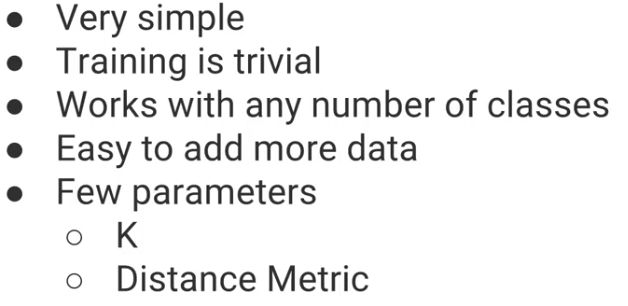 ● Very simple
● Training is trivial
● Works with any number of classes
● Easy to add more data
● Few parameters
○ K
○ Distance Metric